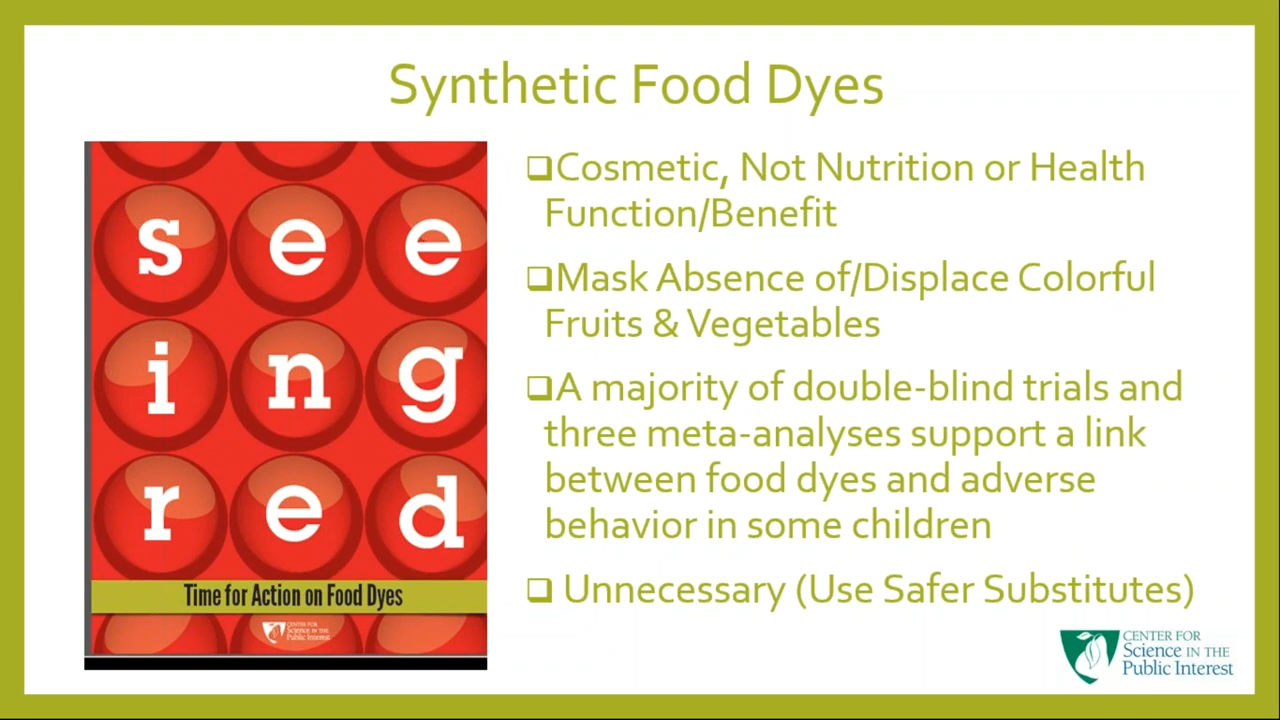 Synthetic Food Dyes
see
ing
red
Time for Action on Food Dyes
CENTER FOR
Science IN THE
Public Interest
❑Cosmetic, Not Nutrition or Health
Function/Benefit
❑Mask Absence of/Displace Colorful
Fruits & Vegetables
❑A majority of double-blind trials and
three meta-analyses support a link
between food dyes and adverse
behavior in some children
❑ Unnecessary (Use Safer Substitutes)
CENTER FOR
Science IN THE
Public Interest